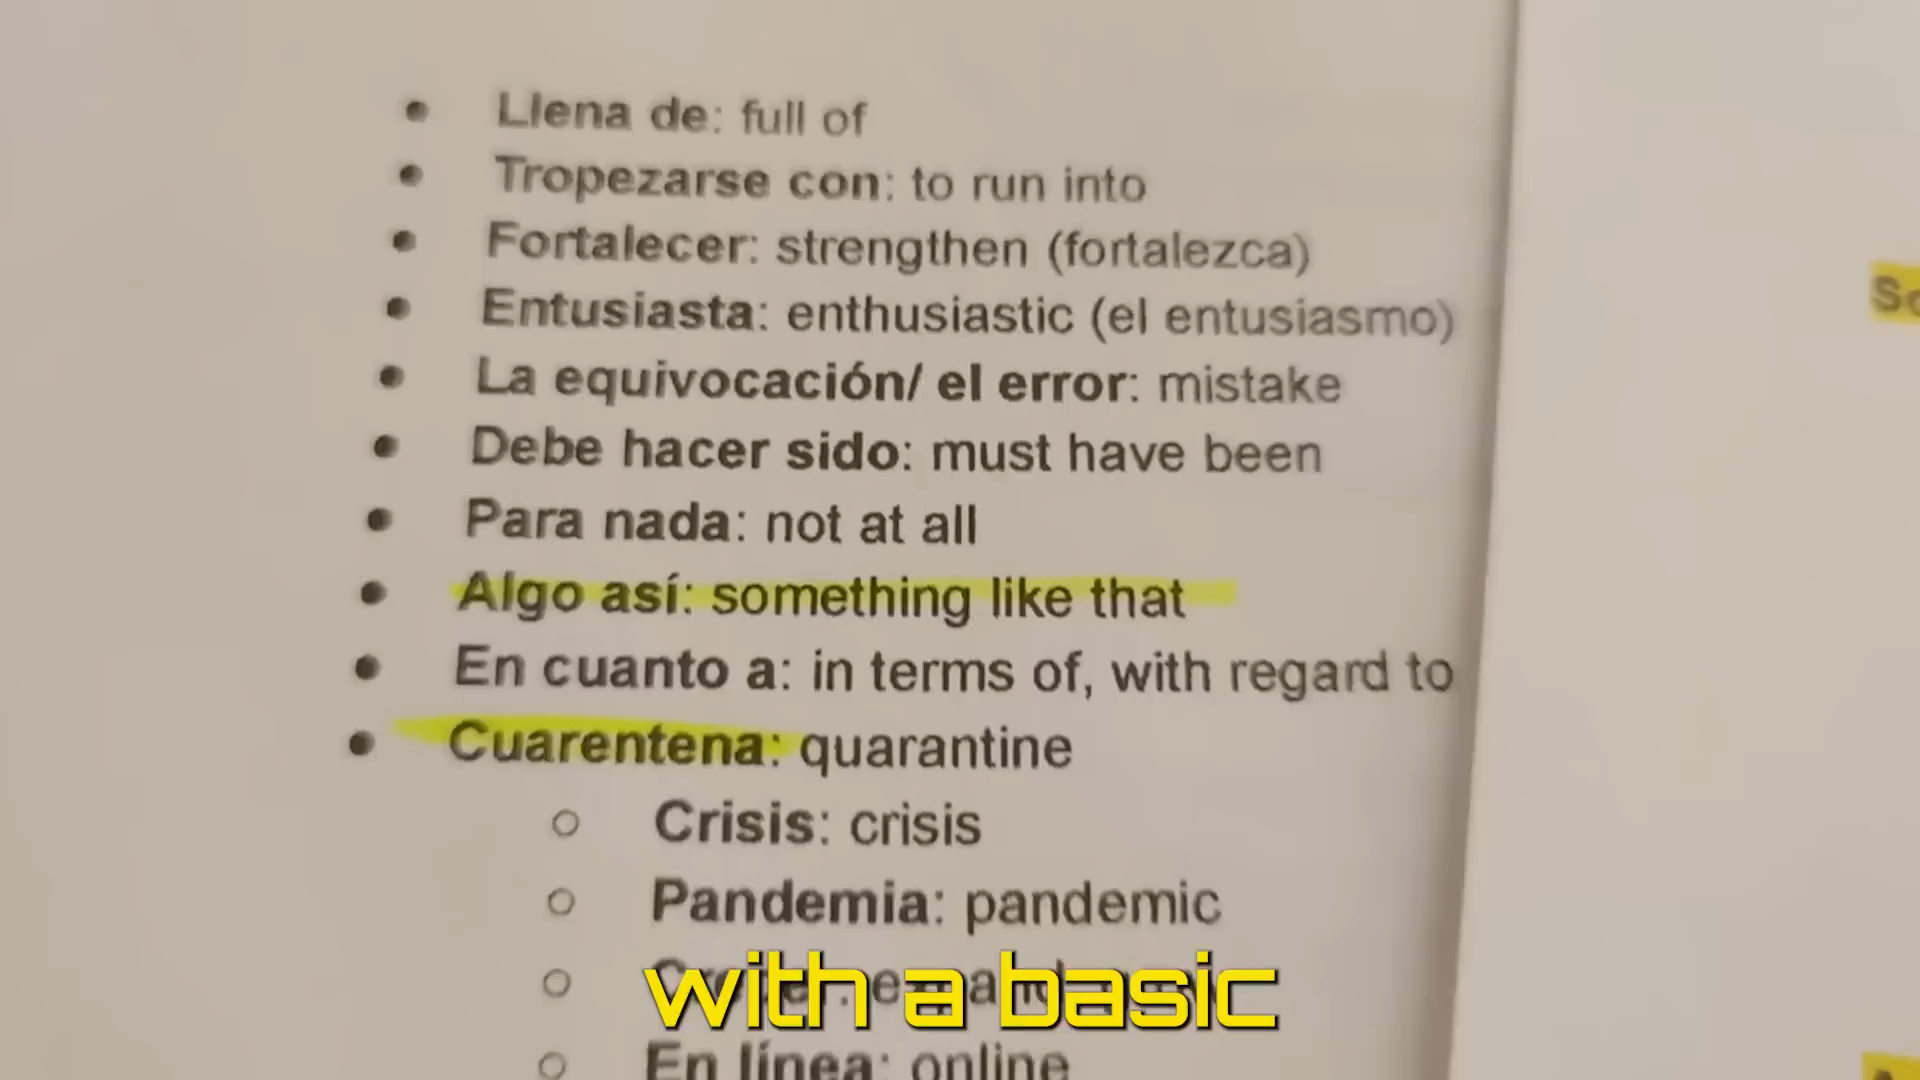 Llena de: full of
Tropezarse con: to run into
Fortalecer: strengthen (fortalezca)
Entusiasta: enthusiastic (el entusiasmo)
La equivocación/ el error: mistake
Debe hacer sido: must have been
Para nada: not at all
Algo así: something like that
En cuanto a: in terms of, with regard to
Cuarentena: quarantine
Crisis: crisis
Pandemia: pandemic
with a basic
En línea: online